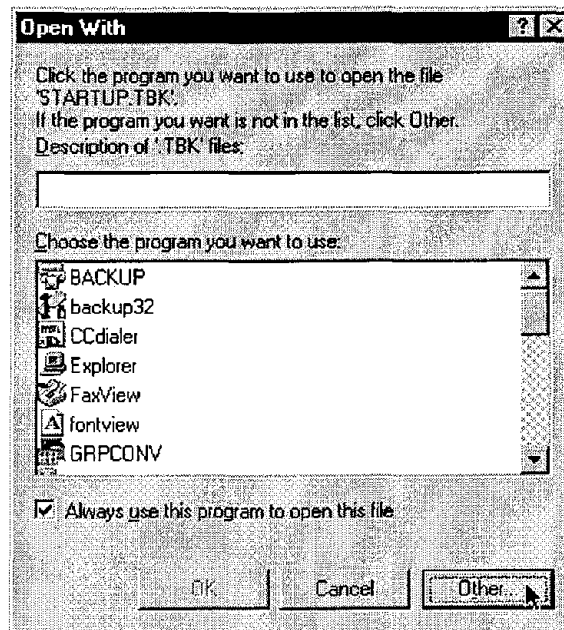 Open With
Click the program you want to use to open the file
'STARTUP.TBK'.
If the program you want is not in the list, click Other.
Description of '.TBK' files:
Choose the program you want to use:
BACKUP
backup32
CCdialer
Explorer
FaxView
fontview
GRPCONV
Always use this program to open this file
OK
Cancel
Other...